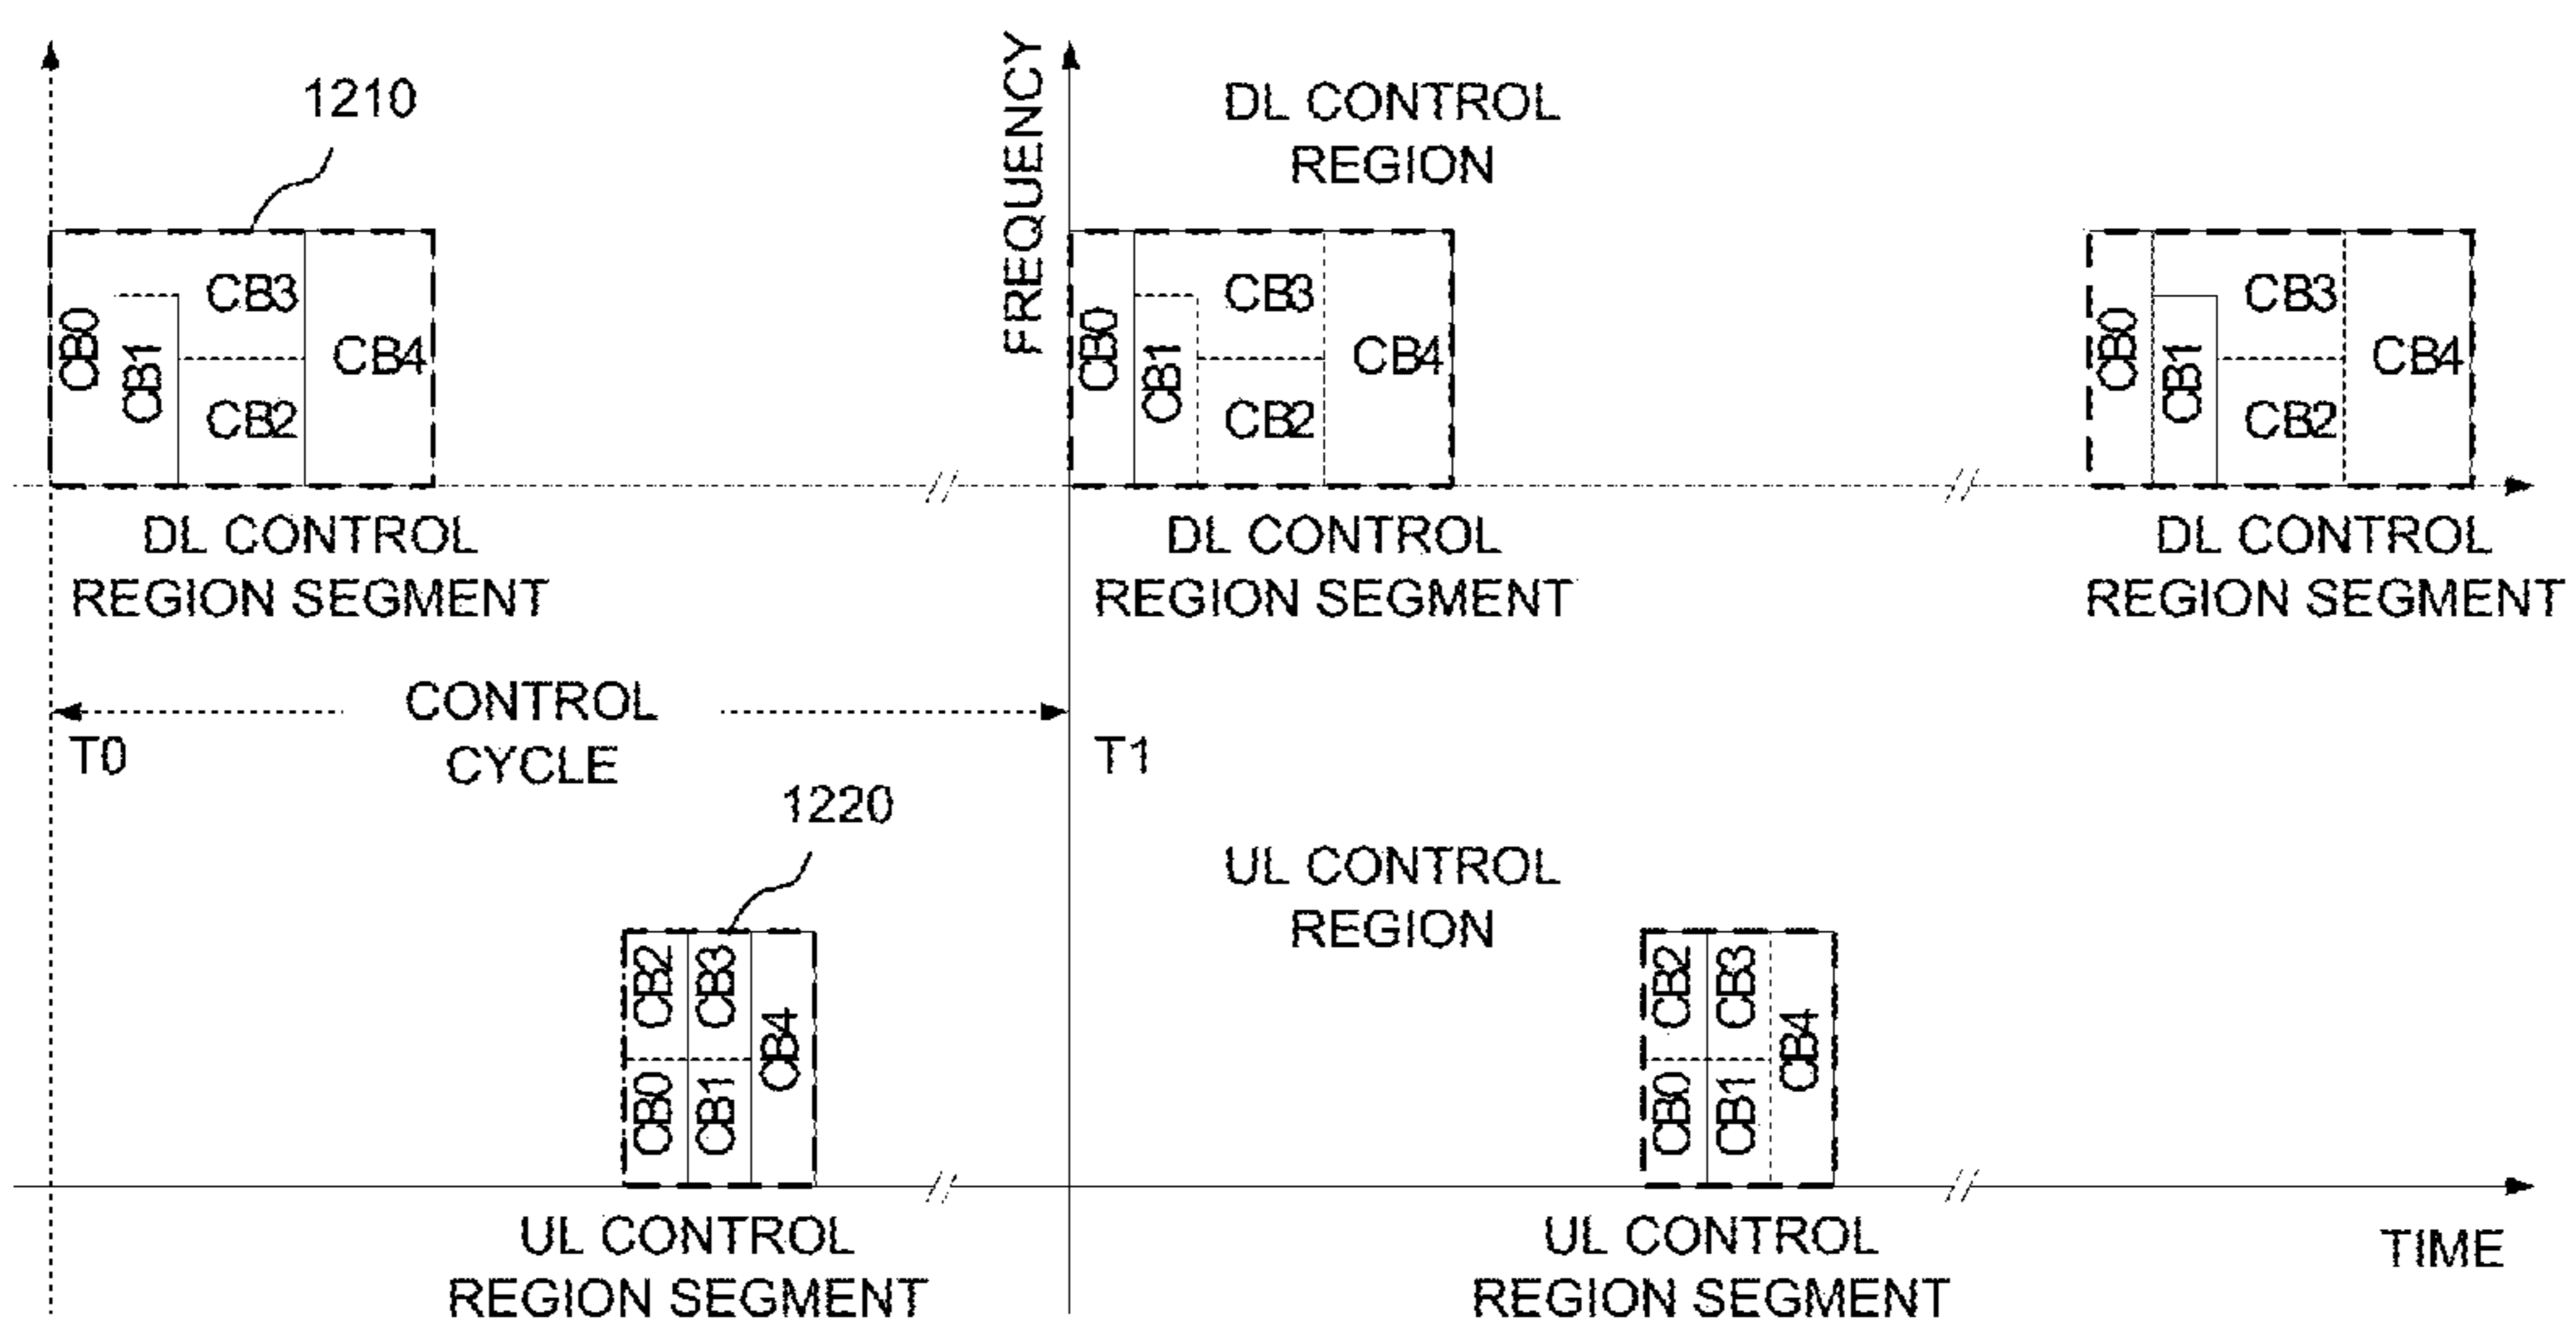 1210
FREQUENCY
DL CONTROL
REGION
CB0
CB1
CB3
CB2
CB4
CB0
CB1
CB3
CB2
CB4
CB0
CB1
CB3
CB2
CB4
DL CONTROL
REGION SEGMENT
DL CONTROL
REGION SEGMENT
DL CONTROL
REGION SEGMENT
CONTROL
CYCLE
T0
T1
1220
UL CONTROL
REGION
CB2
CB3
CB0
CB1
CB4
CB2
CB3
CB0
CB1
CB4
UL CONTROL
REGION SEGMENT
UL CONTROL
REGION SEGMENT
TIME